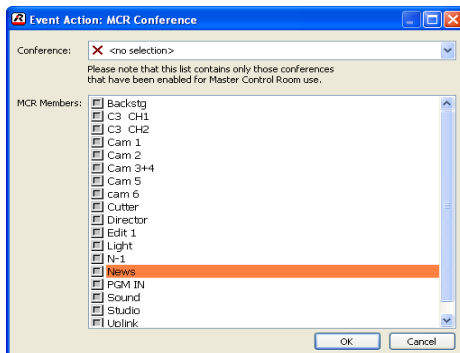 Event Action: MCR Conference
Conference: <no selection>
Please note that this list contains only those conferences
that have been enabled for Master Control Room use.
MCR Members:
Backstg
C3 CH1
C3 CH2
Cam 1
Cam 2
Cam 3+4
Cam 5
cam 6
Cutter
Director
Edit 1
Light
N-1
News
PGM IN
Sound
Studio
Uplink
OK Cancel